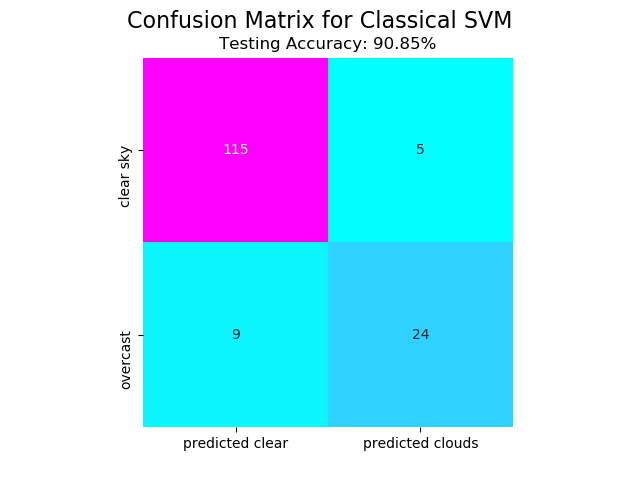 Confusion Matrix for Classical SVM
Testing Accuracy: 90.85%
clear sky
115
5
overcast
9
24
predicted clear
predicted clouds